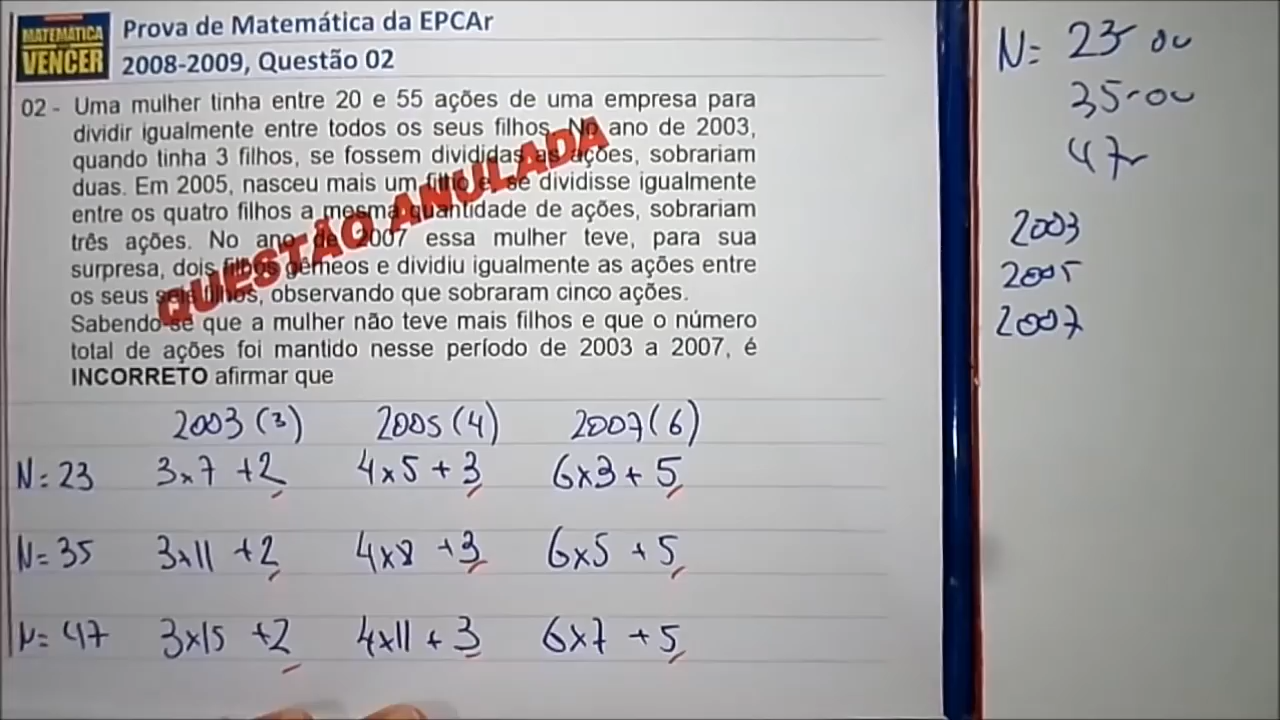 MATEMÁTICA
VENCER
Prova de Matemática da EPCAr
2008-2009, Questão 02
02 - Uma mulher tinha entre 20 e 55 ações de uma empresa para
dividir igualmente entre todos os seus filhos. No ano de 2003,
quando tinha 3 filhos, se fossem divididas as ações, sobrariam
duas. Em 2005, nasceu mais um filho e, se dividisse igualmente
entre os quatro filhos a mesma quantidade de ações, sobrariam
três ações. No ano de 2007 essa mulher teve, para sua
surpresa, dois filhos gêmeos e dividiu igualmente as ações entre
os seus seis filhos, observando que sobraram cinco ações.
Sabendo-se que a mulher não teve mais filhos e que o número
total de ações foi mantido nesse período de 2003 a 2007, é
INCORRETO afirmar que
QUESTÃO ANULADA
2003 (3) 2005 (4) 2007 (6)
N = 23 3x7 + 2 4x5 + 3 6x3 + 5
N = 35 3x11 + 2 4x8 + 3 6x5 + 5
N = 47 3x15 + 2 4x11 + 3 6x7 + 5
N = 23 ou
35 ou
47
2003
2005
2007